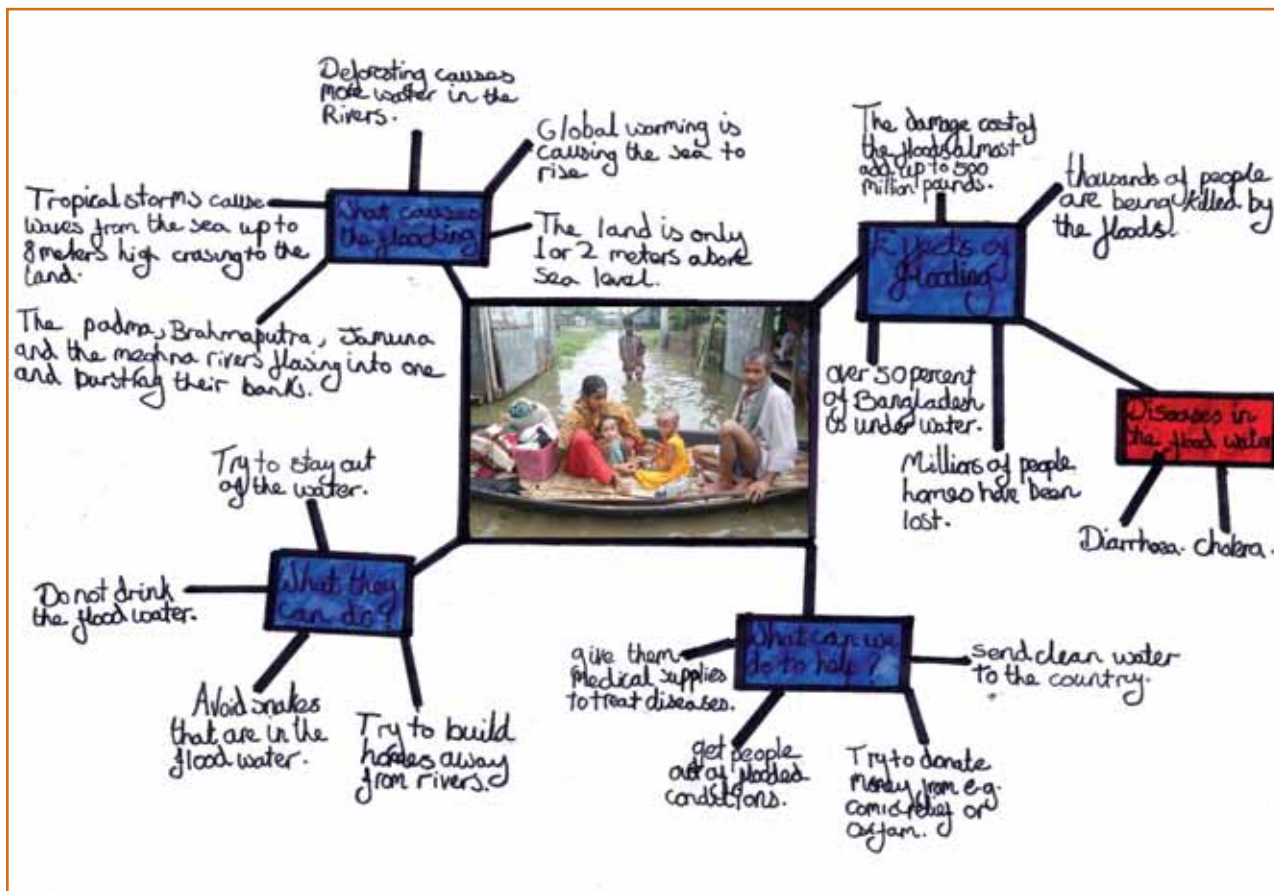 Deforesting causes
more water in the
Rivers.
Global warming is
causing the sea to
rise
Tropical storms cause
waves from the sea up to
8 meters high crasing to the
land.
What causes
the flooding
The land is only
1 or 2 meters above
sea level.
The padma, Brahmaputra, Jamuna
and the meghna rivers flowing into one
and bursting their banks.
The damage cost of
the floods almost
add up to 500
million pounds.
thousands of people
are being killed by
the floods.
Effects of
flooding
over 50 percent
of Bangladesh
is under water.
Millions of people
homes have been
lost.
Diseases in
the flood water
Diarrhoea.
cholera.
Try to stay out
of the water.
What they
can do?
Do not drink
the flood water.
Avoid snakes
that are in the
flood water.
Try to build
homes away
from rivers.
What can we
do to help?
give them
Medical supplies
to treat diseases.
send clean water
to the country.
get people
out of flooded
conditions.
Try to donate
money from e.g.
comic relief or
Oxfam.